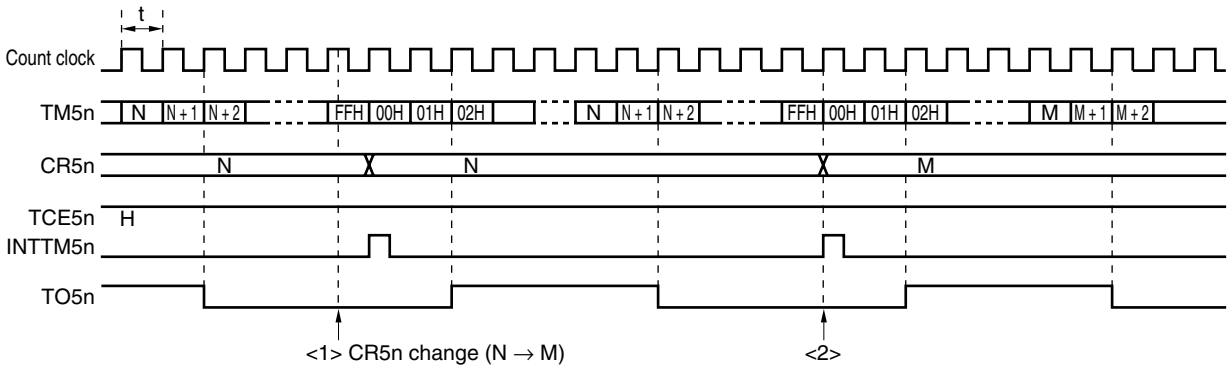 t
Count clock
TM5n N N + 1 N + 2 FFH 00H 01H 02H N N + 1 N + 2 FFH 00H 01H 02H M M + 1 M + 2
CR5n N N M
TCE5n H
INTTM5n
TO5n
<1> CR5n change (N → M) <2>